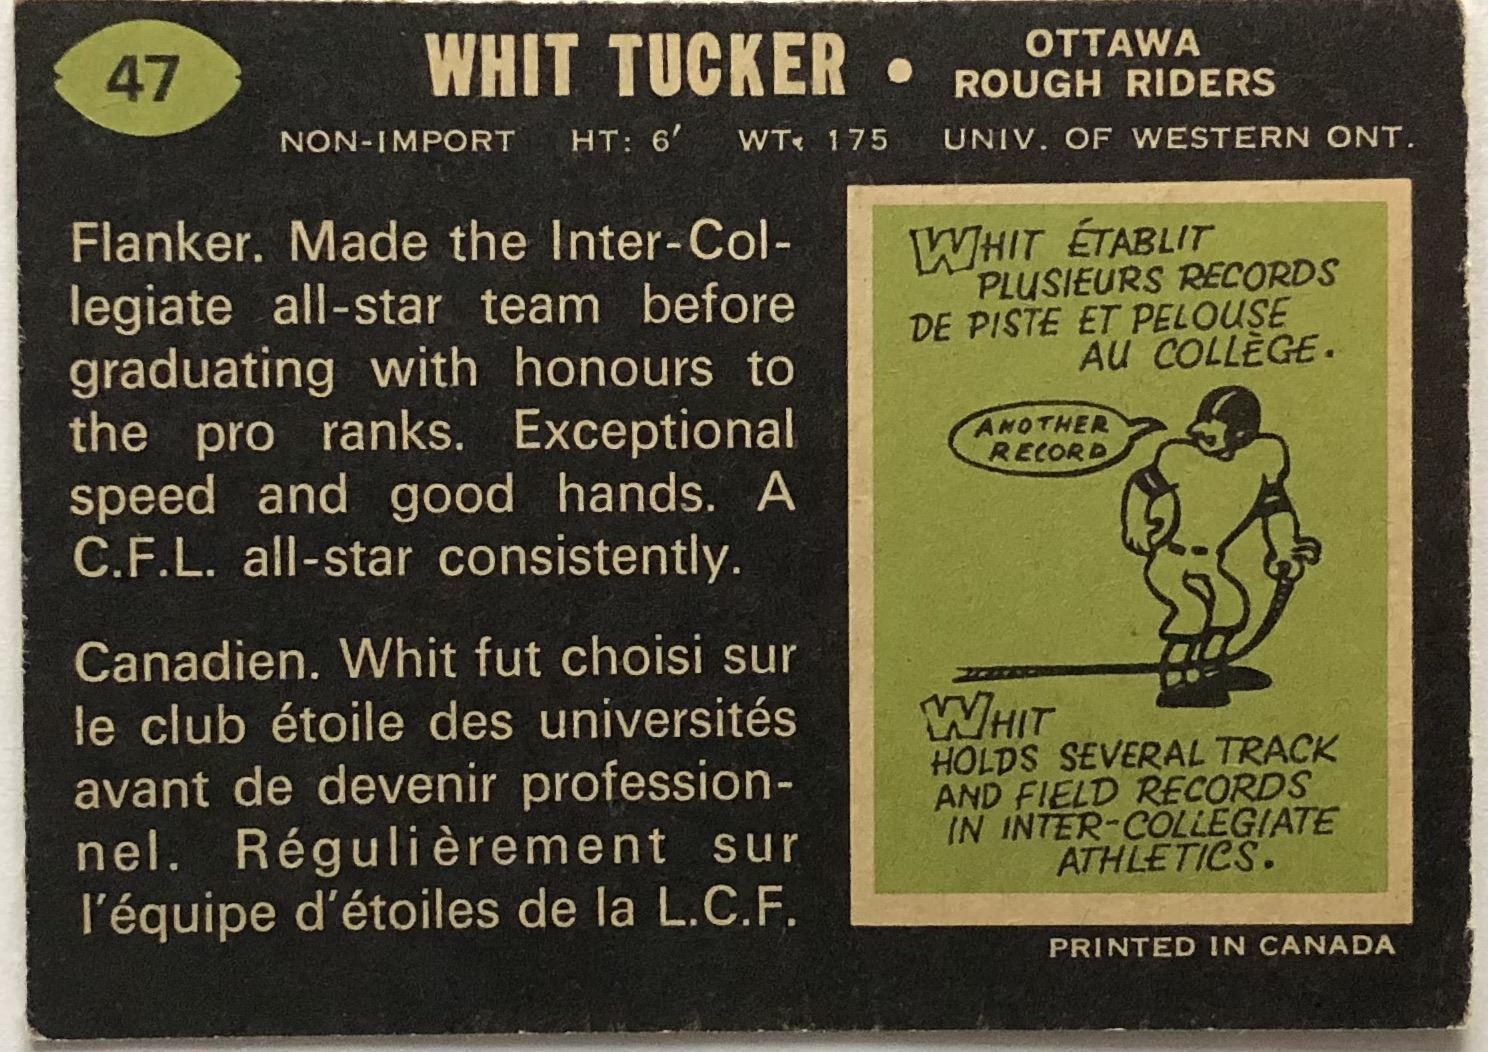 47
WHIT TUCKER • OTTAWA
ROUGH RIDERS
NON-IMPORT HT: 6′ WT: 175 UNIV. OF WESTERN ONT.
Flanker. Made the Inter-Col-
legiate all-star team before
graduating with honours to
the pro ranks. Exceptional
speed and good hands. A
C.F.L. all-star consistently.
Canadien. Whit fut choisi sur
le club étoile des universités
avant de devenir profession-
nel. Régulièrement sur
l'équipe d'étoiles de la L.C.F.
WHIT ÉTABLIT
PLUSIEURS RECORDS
DE PISTE ET PELOUSE
AU COLLÈGE.
ANOTHER
RECORD
WHIT
HOLDS SEVERAL TRACK
AND FIELD RECORDS
IN INTER-COLLEGIATE
ATHLETICS.
PRINTED IN CANADA